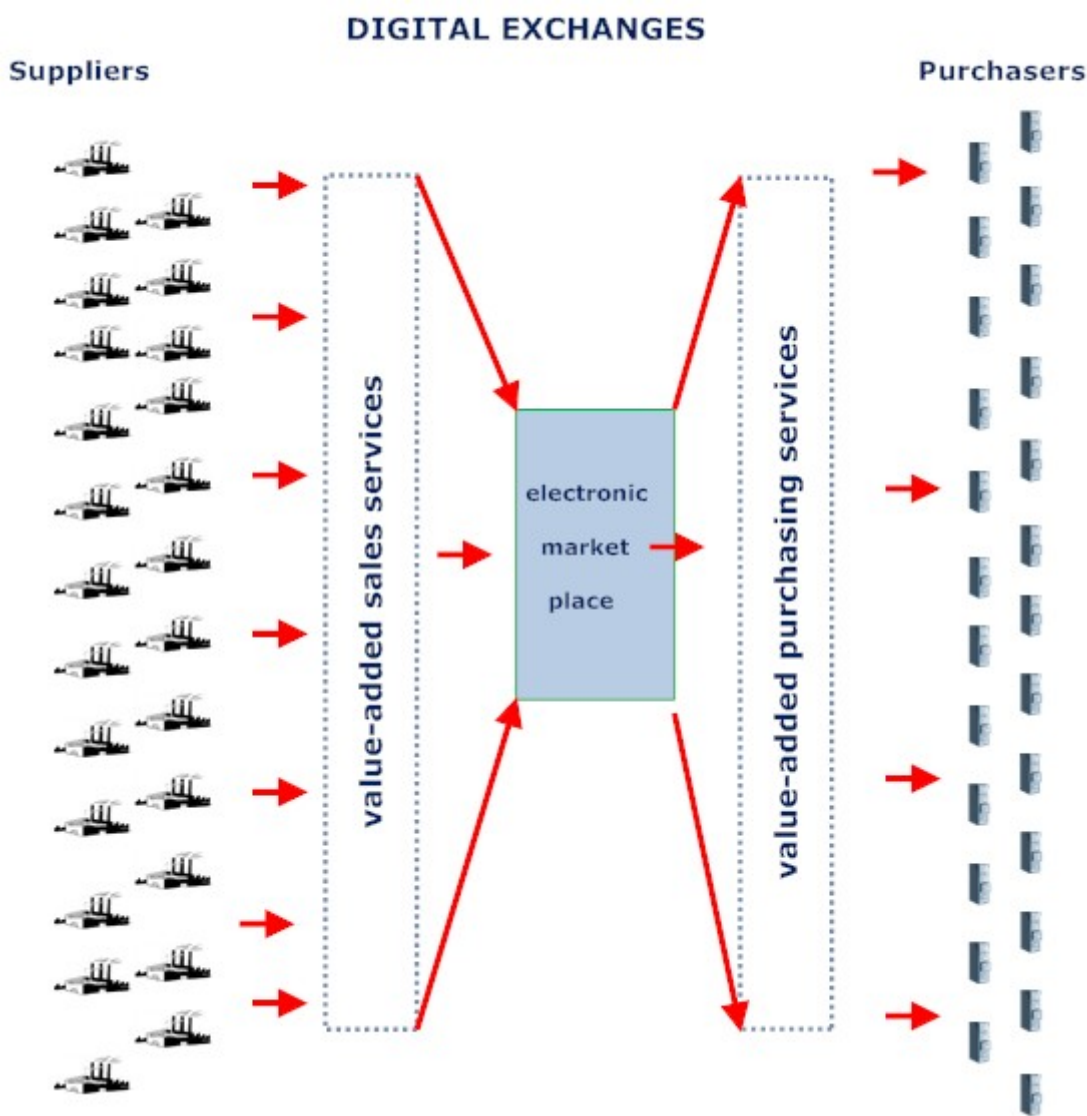 DIGITAL EXCHANGES
Suppliers
Purchasers
value-added sales services
electronic
market
place
value-added purchasing services